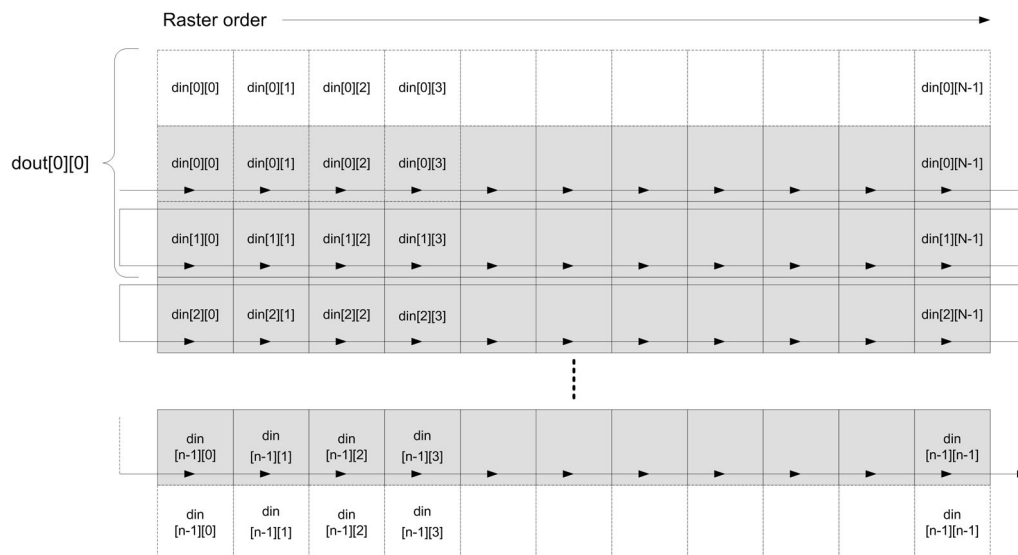 Raster order
din[0][0] din[0][1] din[0][2] din[0][3] din[0][N-1]
dout[0][0]
din[0][0] din[0][1] din[0][2] din[0][3] din[0][N-1]
din[1][0] din[1][1] din[1][2] din[1][3] din[1][N-1]
din[2][0] din[2][1] din[2][2] din[2][3] din[2][N-1]
din din din din din
[n-1][0] [n-1][1] [n-1][2] [n-1][3] [n-1][n-1]
din din din din din
[n-1][0] [n-1][1] [n-1][2] [n-1][3] [n-1][n-1]